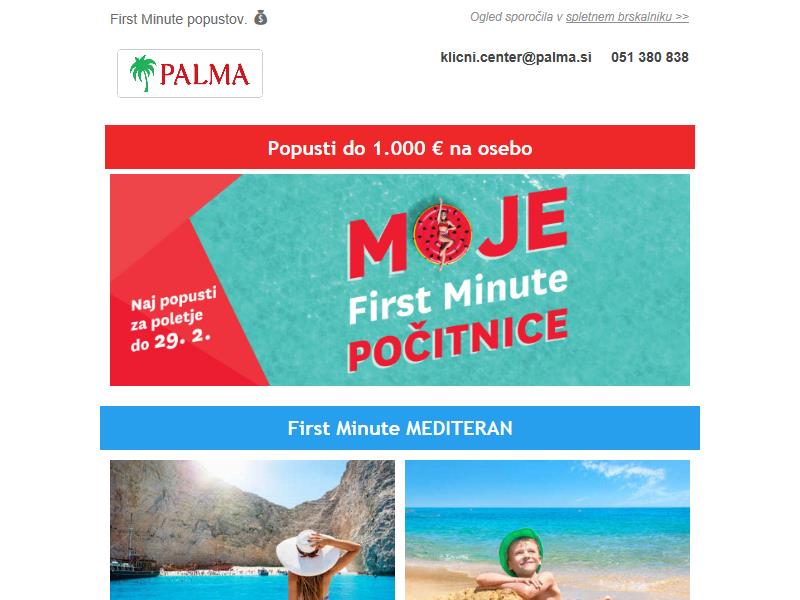 First Minute popustov. 💰
Ogled sporočila v spletnem brskalniku >>
PALMA
klicni.center@palma.si 051 380 838
Popusti do 1.000 € na osebo
MOJE
First Minute
POČITNICE
Naj popusti
za poletje
do 29. 2.
First Minute MEDITERAN